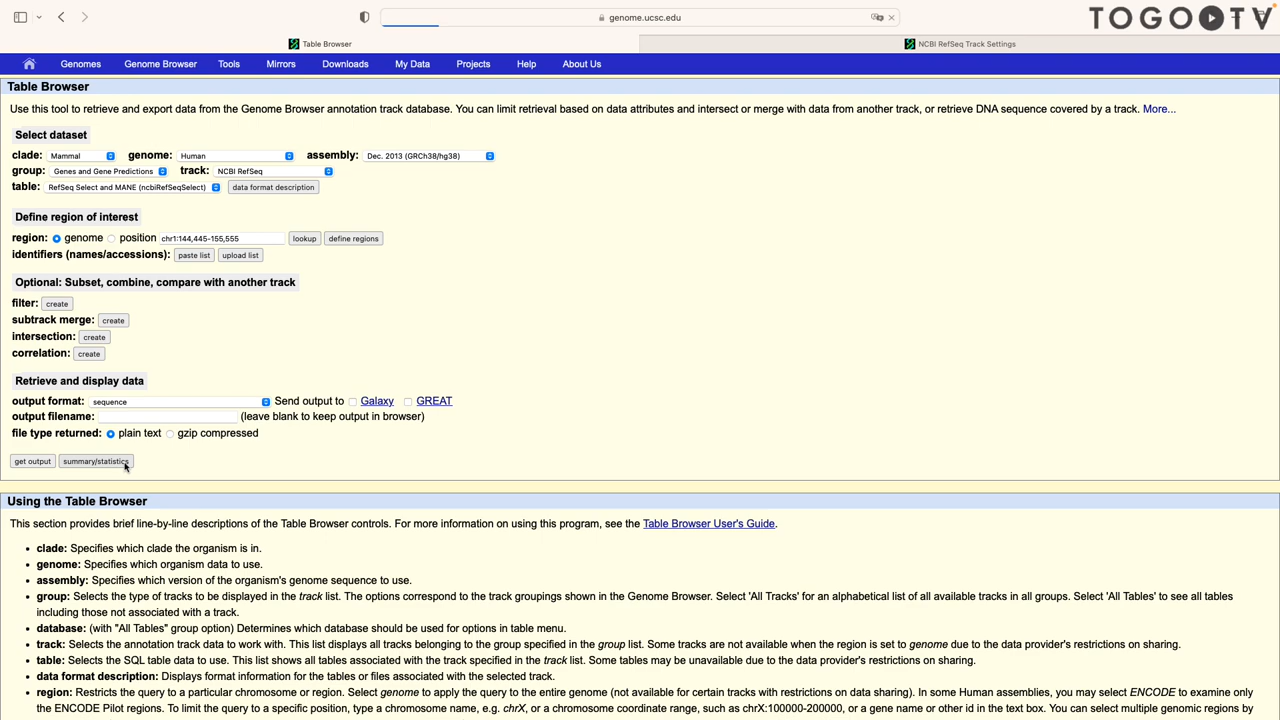 genome.ucsc.edu
TOGO TV
Table Browser
NCBI RefSeq Track Settings
Genomes Genome Browser Tools Mirrors Downloads My Data Projects Help About Us
Table Browser
Use this tool to retrieve and export data from the Genome Browser annotation track database. You can limit retrieval based on data attributes and intersect or merge with data from another track, or retrieve DNA sequence covered by a track. More...
Select dataset
clade: Mammal genome: Human assembly: Dec. 2013 (GRCh38/hg38)
group: Genes and Gene Predictions track: NCBI RefSeq
table: RefSeq Select and MANE (ncbiRefSeqSelect) data format description
Define region of interest
region: genome position chr1:144,445-155,555 lookup define regions
identifiers (names/accessions): paste list upload list
Optional: Subset, combine, compare with another track
filter: create
subtrack merge: create
intersection: create
correlation: create
Retrieve and display data
output format: sequence Send output to Galaxy GREAT
output filename: (leave blank to keep output in browser)
file type returned: plain text gzip compressed
get output summary/statistics
Using the Table Browser
This section provides brief line-by-line descriptions of the Table Browser controls. For more information on using this program, see the Table Browser User's Guide.
• clade: Specifies which clade the organism is in.
• genome: Specifies which organism data to use.
• assembly: Specifies which version of the organism's genome sequence to use.
• group: Selects the type of tracks to be displayed in the track list. The options correspond to the track groupings shown in the Genome Browser. Select 'All Tracks' for an alphabetical list of all available tracks in all groups. Select 'All Tables' to see all tables
including those not associated with a track.
• database: (with "All Tables" group option) Determines which database should be used for options in table menu.
• track: Selects the annotation track data to work with. This list displays all tracks belonging to the group specified in the group list. Some tracks are not available when the region is set to genome due to the data provider's restrictions on sharing.
• table: Selects the SQL table data to use. This list shows all tables associated with the track specified in the track list. Some tables may be unavailable due to the data provider's restrictions on sharing.
• data format description: Displays format information for the tables or files associated with the selected track.
• region: Restricts the query to a particular chromosome or region. Select genome to apply the query to the entire genome (not available for certain tracks with restrictions on data sharing). In some Human assemblies, you may select ENCODE to examine only
the ENCODE Pilot regions. To limit the query to a specific position, type a chromosome name, e.g. chrX, or a chromosome range, such as chrX:100000-200000, or a gene name or other id in the text box. You can select multiple genomic regions by